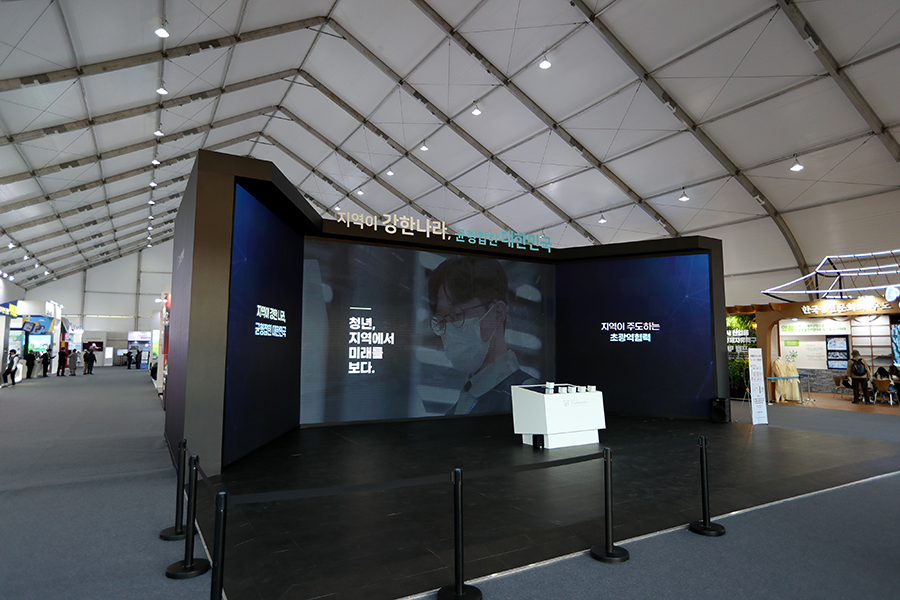 지역이 강한나라, 균형잡힌 대한민국
지역이 강한 나라,
균형잡힌 대한민국
청년,
지역에서
미래를
보다.
지역이 주도하는
초광역협력